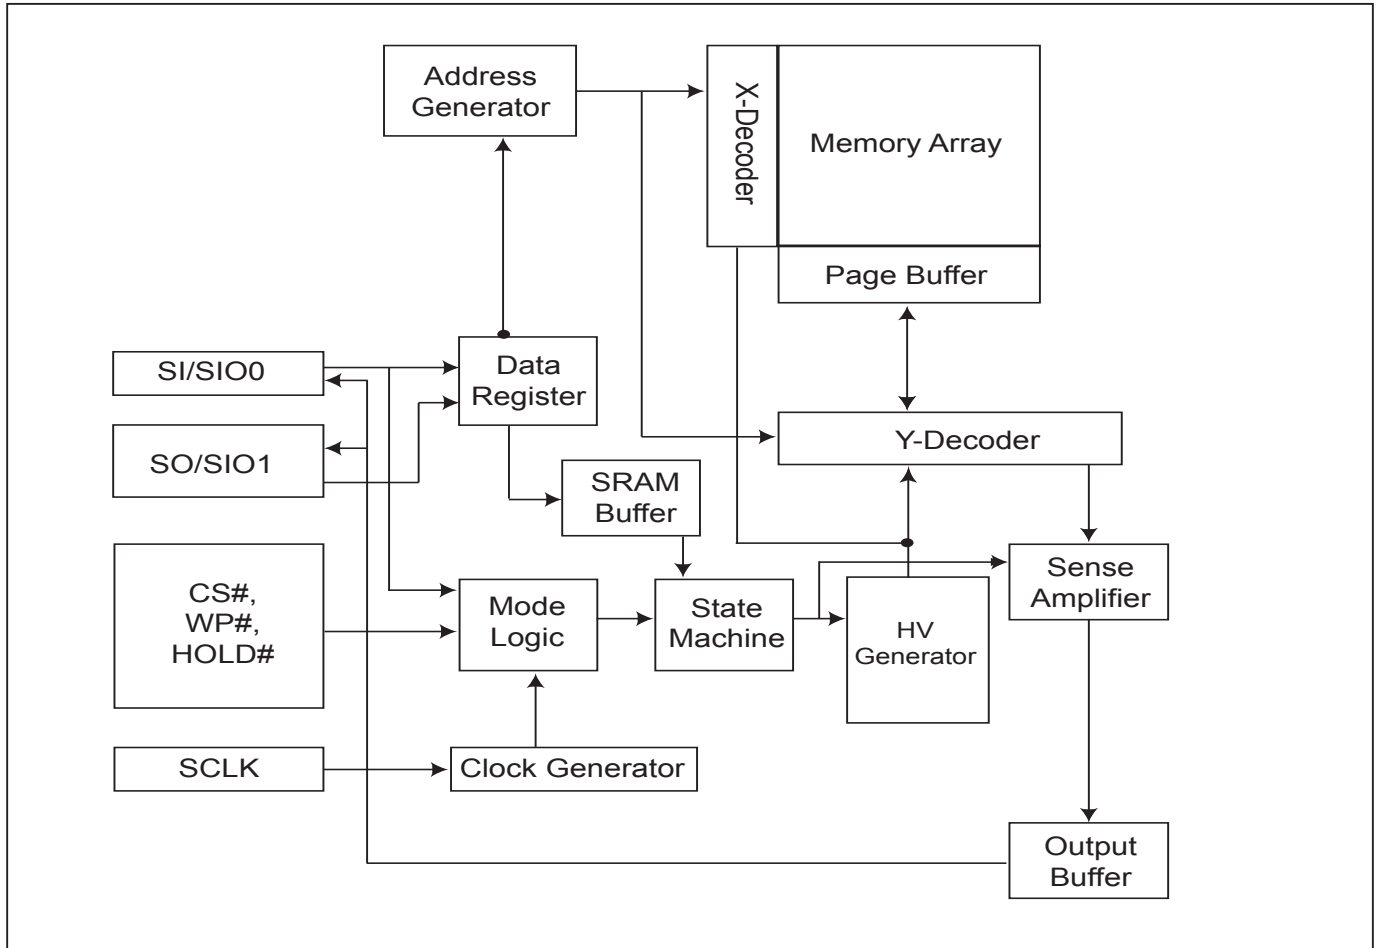 Address
Generator
X-Decoder
Memory Array
Page Buffer
SI/SIO0
Data
Register
SO/SIO1
Y-Decoder
SRAM
Buffer
CS#,
WP#,
HOLD#
Mode
Logic
State
Machine
HV
Generator
Sense
Amplifier
SCLK
Clock Generator
Output
Buffer